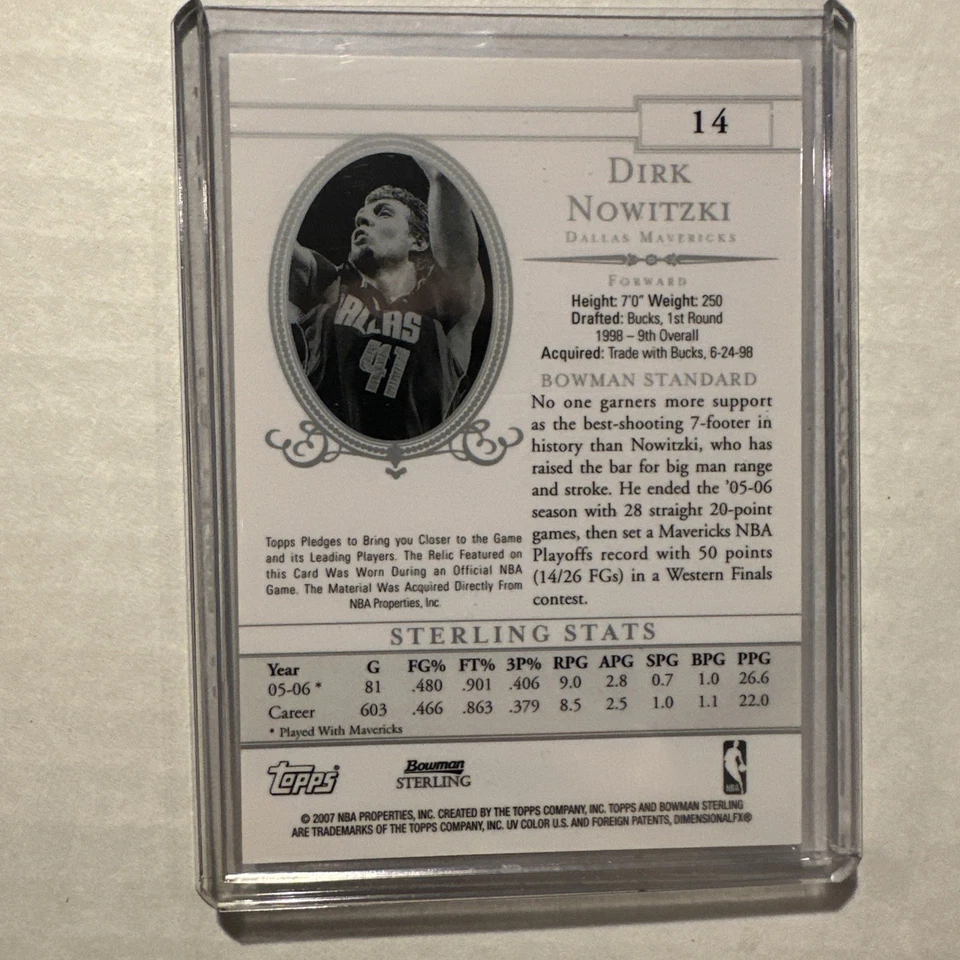 14
DIRK
NOWITZKI
DALLAS MAVERICKS
FORWARD
Height: 7'0" Weight: 250
Drafted: Bucks, 1st Round
1998 – 9th Overall
Acquired: Trade with Bucks, 6-24-98
BOWMAN STANDARD
No one garners more support
as the best-shooting 7-footer in
history than Nowitzki, who has
raised the bar for big man range
and stroke. He ended the '05-06
season with 28 straight 20-point
games, then set a Mavericks NBA
Playoffs record with 50 points
(14/26 FGs) in a Western Finals
contest.
DALLAS
41
Topps Pledges to Bring you Closer to the Game
and its Leading Players. The Relic Featured on
this Card Was Worn During an Official NBA
Game. The Material Was Acquired Directly From
NBA Properties, Inc.
STERLING STATS
Year G FG% FT% 3P% RPG APG SPG BPG PPG
05-06 * 81 .480 .901 .406 9.0 2.8 0.7 1.0 26.6
Career 603 .466 .863 .379 8.5 2.5 1.0 1.1 22.0
* Played With Mavericks
Topps®
Bowman
STERLING
NBA
© 2007 NBA PROPERTIES, INC. CREATED BY THE TOPPS COMPANY, INC. TOPPS AND BOWMAN STERLING
ARE TRADEMARKS OF THE TOPPS COMPANY, INC. UV COLOR U.S. AND FOREIGN PATENTS, DIMENSIONALFX®